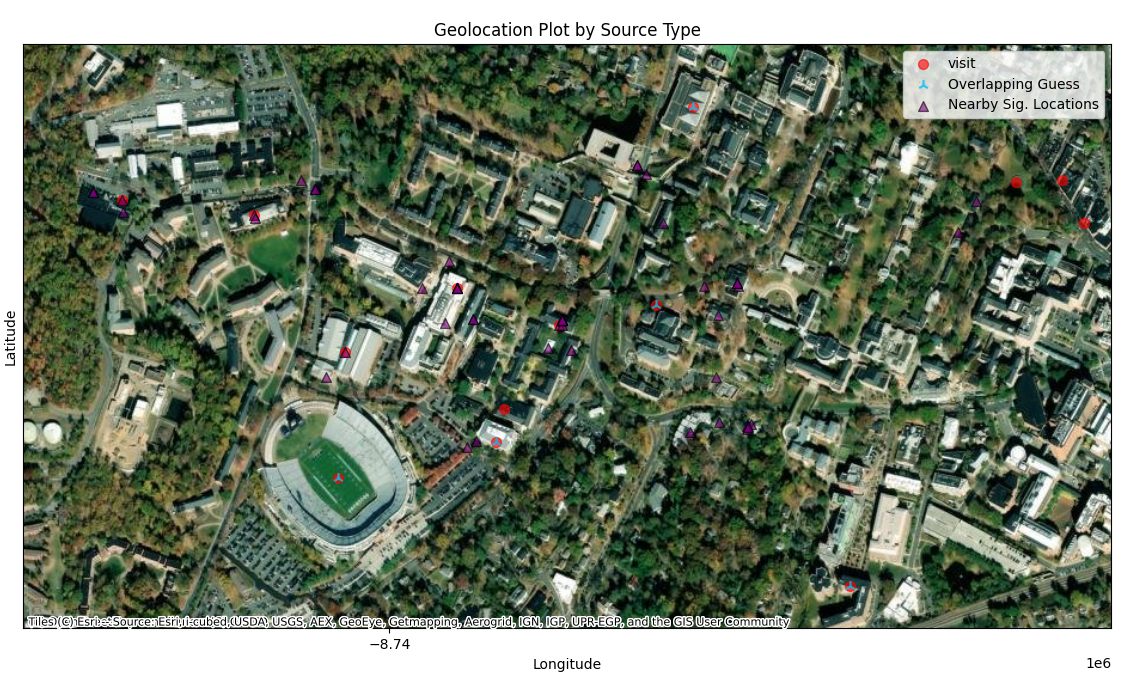 Geolocation Plot by Source Type
visit
Overlapping Guess
Nearby Sig. Locations
Latitude
Tiles (C) Esri -- Source: Esri, i-cubed, USDA, USGS, AEX, GeoEye, Getmapping, Aerogrid, IGN, IGP, UPR-EGP, and the GIS User Community
−8.74
Longitude
1e6